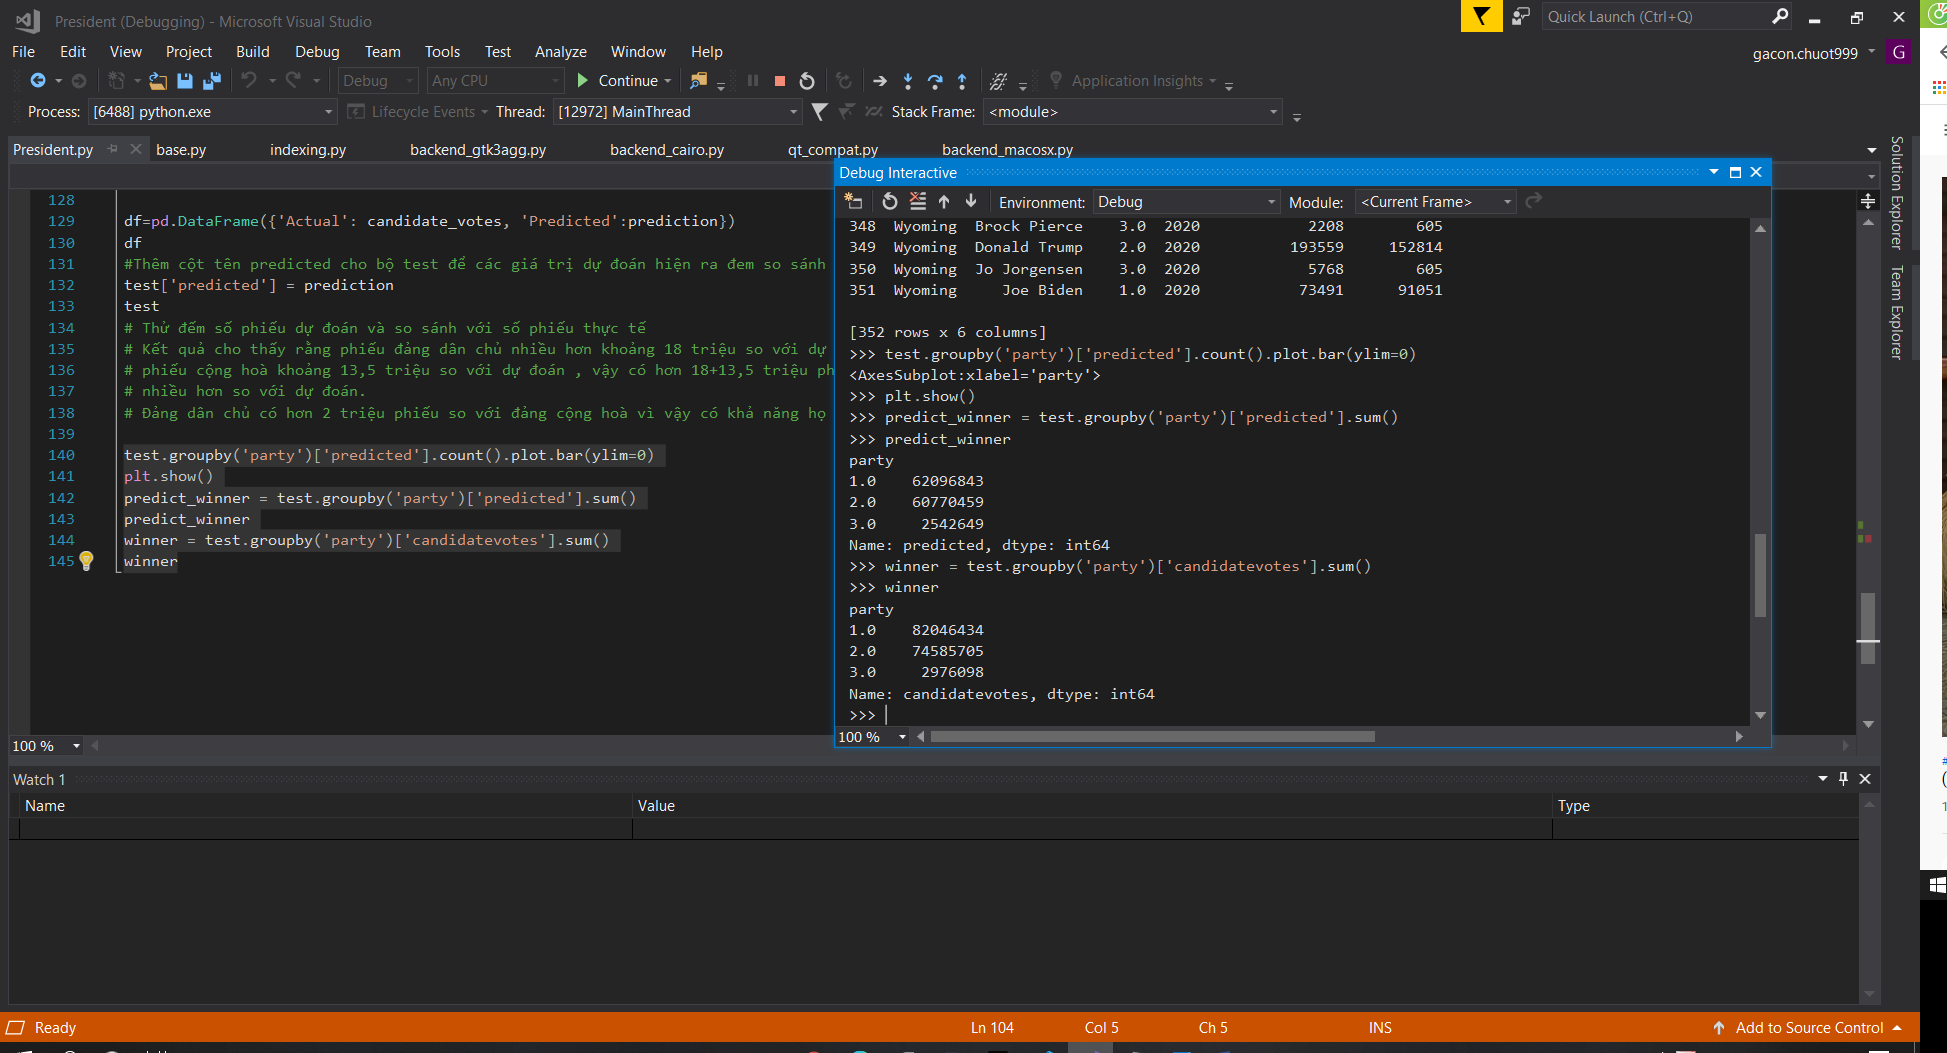 President (Debugging) - Microsoft Visual Studio
Quick Launch (Ctrl+Q)
File Edit View Project Build Debug Team Tools Test Analyze Window Help
gacon.chuot999 G
Debug Any CPU Continue Application Insights
Process: [6488] python.exe Lifecycle Events Thread: [12972] MainThread Stack Frame: <module>
President.py base.py indexing.py backend_gtk3agg.py backend_cairo.py qt_compat.py backend_macosx.py
128
129 df=pd.DataFrame({'Actual': candidate_votes, 'Predicted':prediction})
130 df
131 #Thêm cột tên predicted cho bộ test để các giá trị dự đoán hiện ra đem so sánh
132 test['predicted'] = prediction
133 test
134 # Thử đếm số phiếu dự đoán và so sánh với số phiếu thực tế
135 # Kết quả cho thấy rằng phiếu đảng dân chủ nhiều hơn khoảng 18 triệu so với dự
136 # phiếu cộng hoà khoảng 13,5 triệu so với dự đoán , vậy có hơn 18+13,5 triệu ph
137 # nhiều hơn so với dự đoán.
138 # Đảng dân chủ có hơn 2 triệu phiếu so với đảng cộng hoà vì vậy có khả năng họ
139
140 test.groupby('party')['predicted'].count().plot.bar(ylim=0)
141 plt.show()
142 predict_winner = test.groupby('party')['predicted'].sum()
143 predict_winner
144 winner = test.groupby('party')['candidatevotes'].sum()
145 winner
100 %
Debug Interactive
Environment: Debug Module: <Current Frame>
348 Wyoming Brock Pierce 3.0 2020 2208 605
349 Wyoming Donald Trump 2.0 2020 193559 152814
350 Wyoming Jo Jorgensen 3.0 2020 5768 605
351 Wyoming Joe Biden 1.0 2020 73491 91051
[352 rows x 6 columns]
>>> test.groupby('party')['predicted'].count().plot.bar(ylim=0)
<AxesSubplot:xlabel='party'>
>>> plt.show()
>>> predict_winner = test.groupby('party')['predicted'].sum()
>>> predict_winner
party
1.0 62096843
2.0 60770459
3.0 2542649
Name: predicted, dtype: int64
>>> winner = test.groupby('party')['candidatevotes'].sum()
>>> winner
party
1.0 82046434
2.0 74585705
3.0 2976098
Name: candidatevotes, dtype: int64
>>>
100 %
Solution Explorer
Team Explorer
Watch 1
Name Value Type
Ready Ln 104 Col 5 Ch 5 INS Add to Source Control